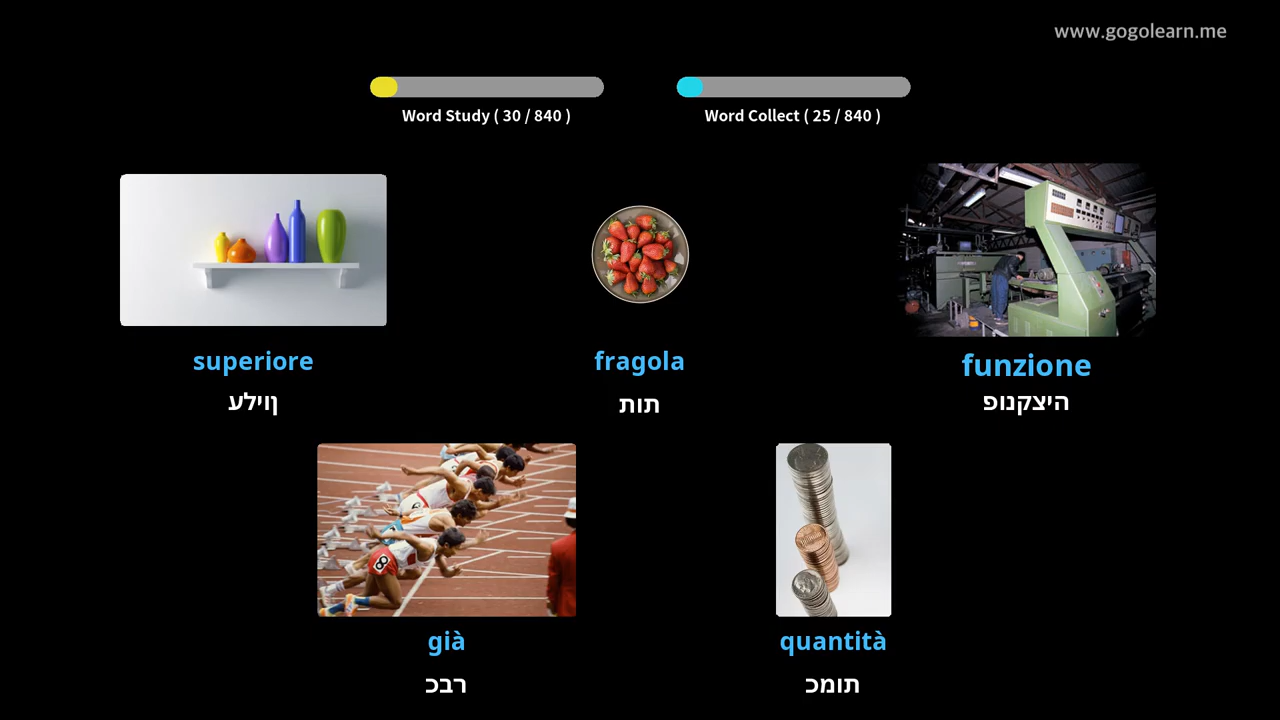 www.gogolearn.me
Word Study ( 30 / 840 )
Word Collect ( 25 / 840 )
superiore
ןוילע
fragola
תות
funzione
היצקנופ
già
רבכ
quantità
תומכ